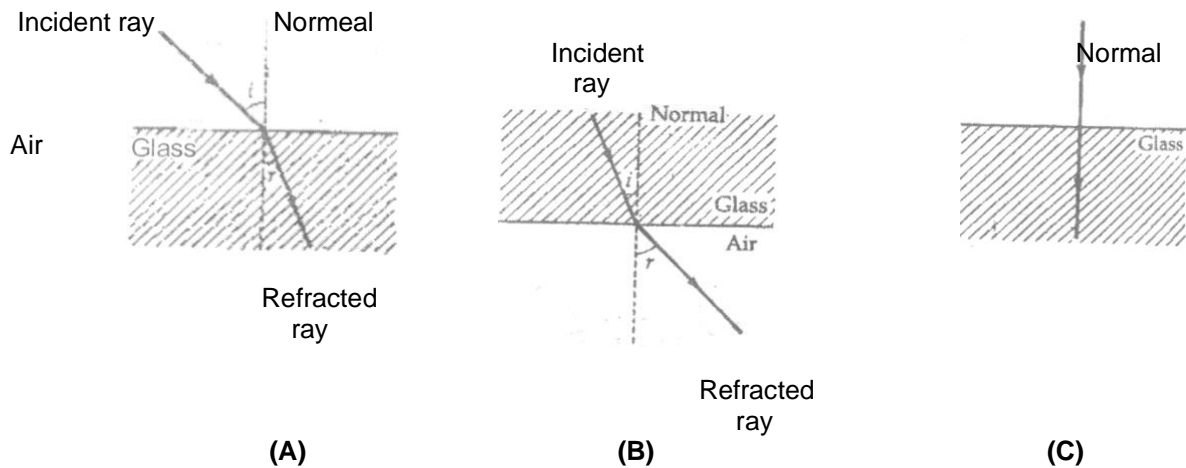 Incident ray
Normeal
i
Air
Glass
r
Refracted
ray
(A)
Incident
ray
Normal
i
Glass
Air
r
Refracted
ray
(B)
Normal
Glass
(C)